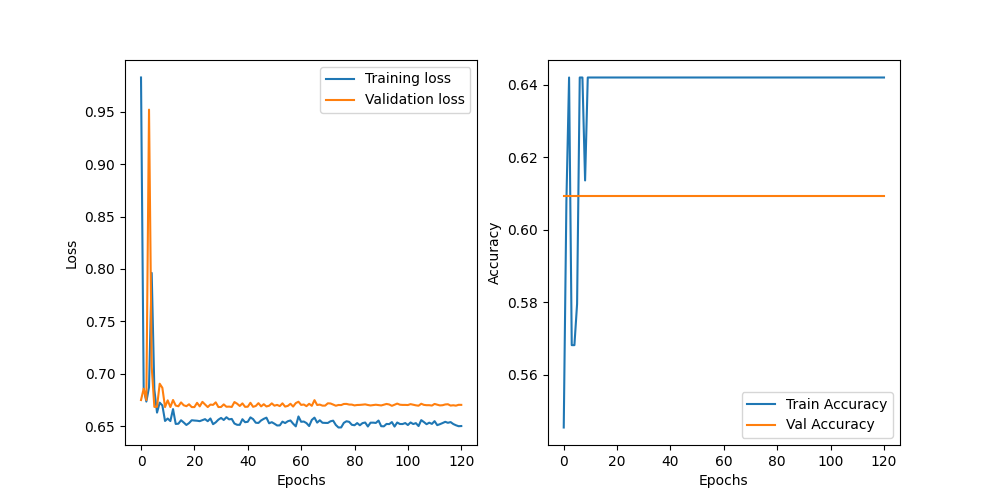 Training loss
Validation loss
0.95
0.90
0.85
0.80
0.75
0.70
0.65
Loss
0 20 40 60 80 100 120
Epochs
0.64
0.62
0.60
0.58
0.56
Accuracy
Train Accuracy
Val Accuracy
0 20 40 60 80 100 120
Epochs